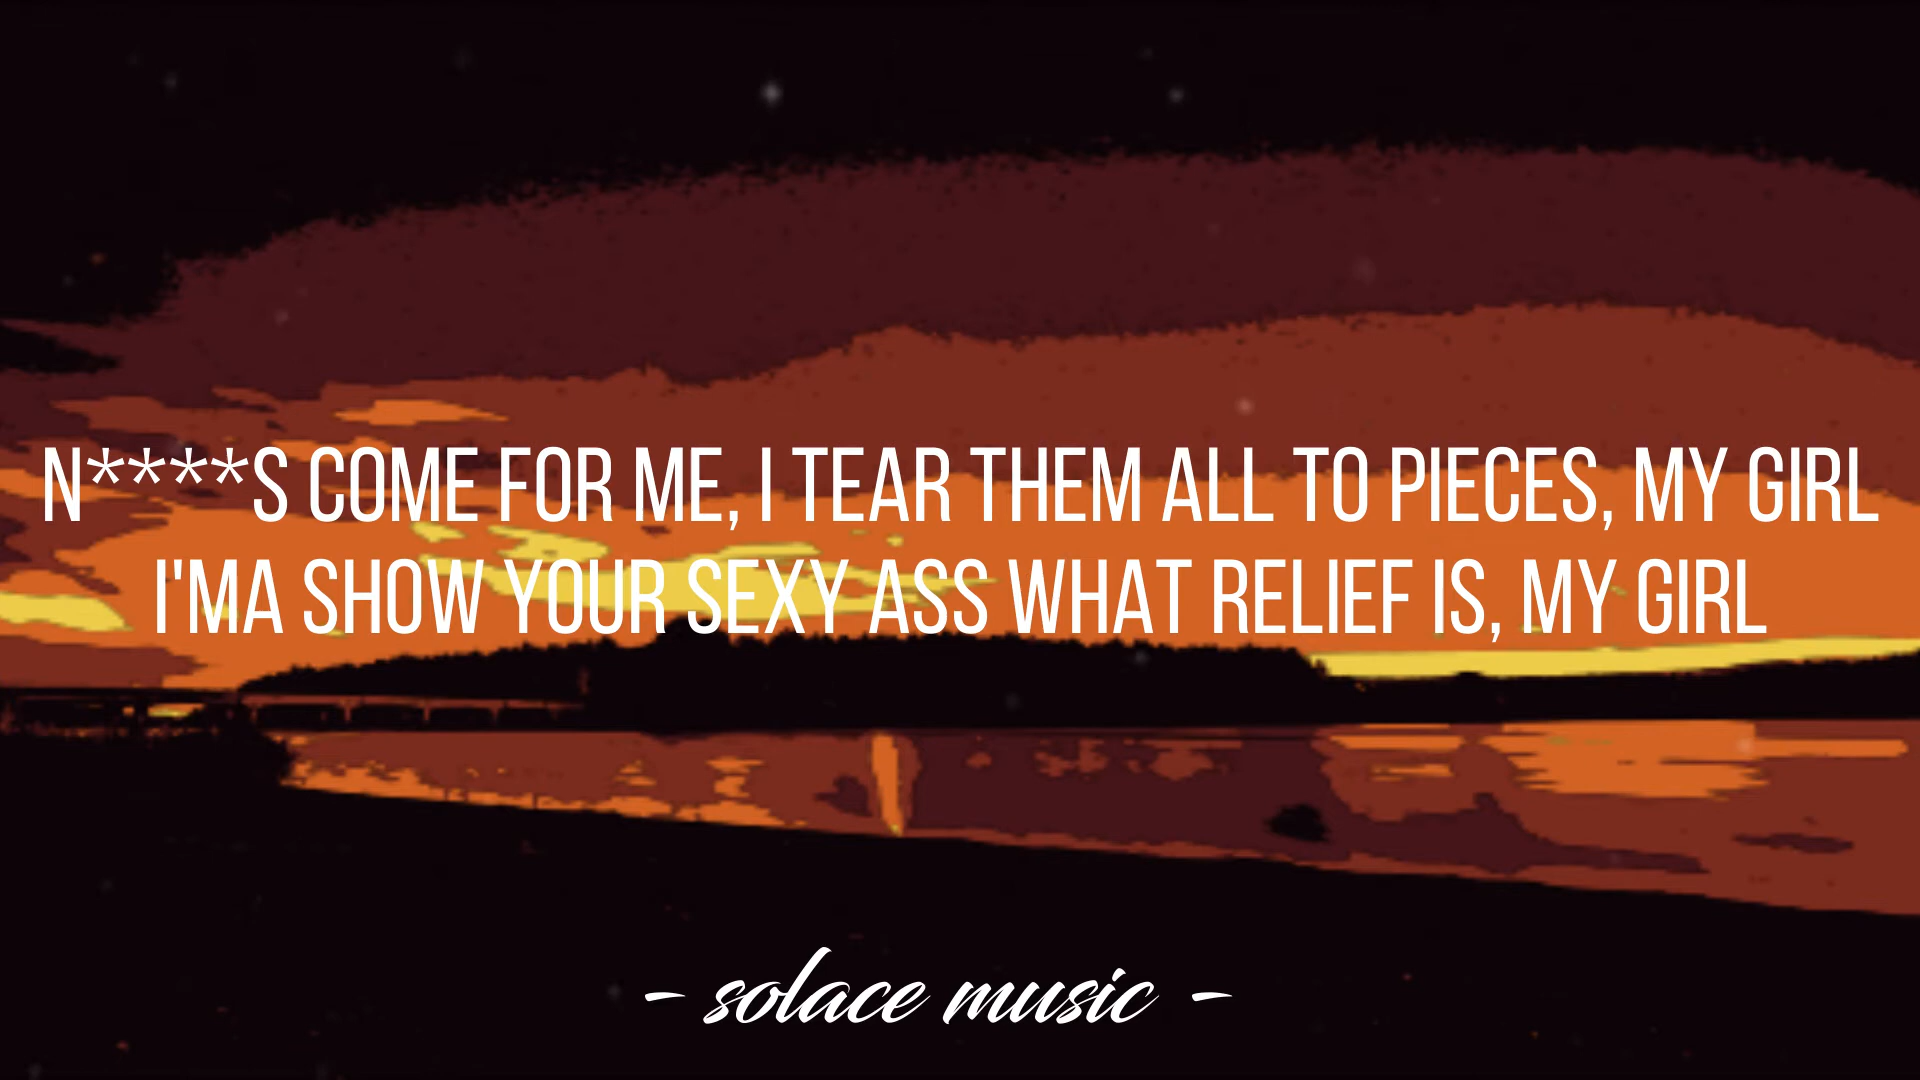 N****S COME FOR ME, I TEAR THEM ALL TO PIECES, MY GIRL
I'MA SHOW YOUR SEXY ASS WHAT RELIEF IS, MY GIRL
- solace music -